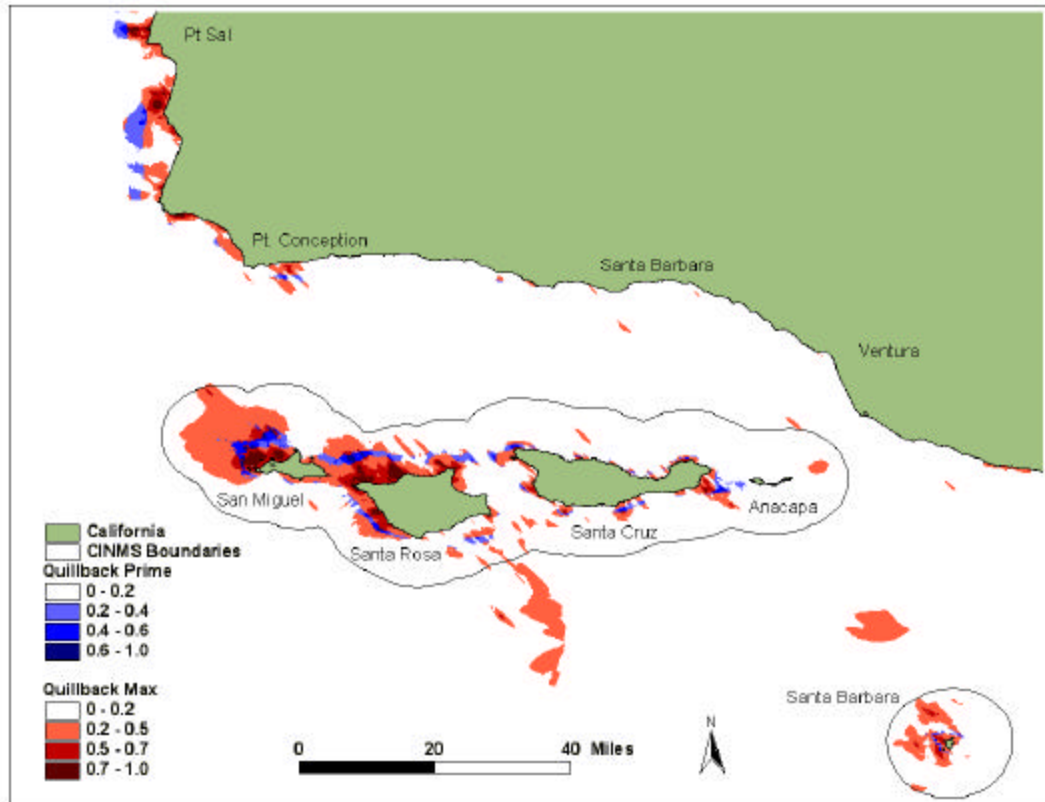 Pt Sal
Pt. Conception
Santa Barbara
Ventura
San Miguel
Santa Rosa
Santa Cruz
Anacapa
California
CINMS Boundaries
Quillback Prime
0 - 0.2
0.2 - 0.4
0.4 - 0.6
0.6 - 1.0
Quillback Max
0 - 0.2
0.2 - 0.5
0.5 - 0.7
0.7 - 1.0
0 20 40 Miles
N
Santa Barbara